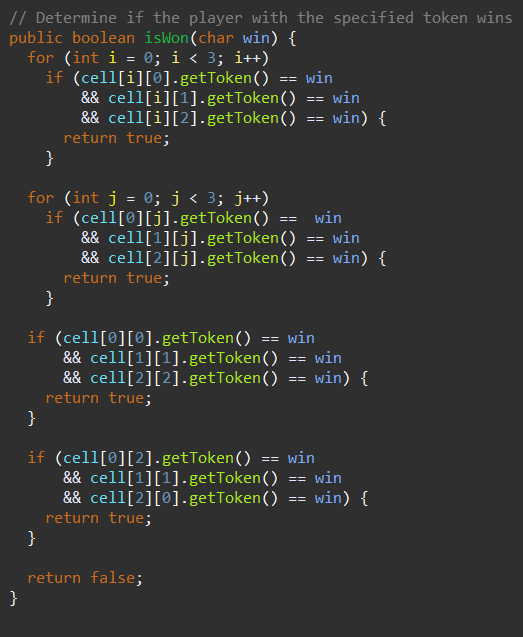 // Determine if the player with the specified token wins
public boolean isWon(char win) {
  for (int i = 0; i < 3; i++)
    if (cell[i][0].getToken() == win
        && cell[i][1].getToken() == win
        && cell[i][2].getToken() == win) {
      return true;
    }

  for (int j = 0; j < 3; j++)
    if (cell[0][j].getToken() ==  win
        && cell[1][j].getToken() == win
        && cell[2][j].getToken() == win) {
      return true;
    }

  if (cell[0][0].getToken() == win
      && cell[1][1].getToken() == win
      && cell[2][2].getToken() == win) {
    return true;
  }

  if (cell[0][2].getToken() == win
      && cell[1][1].getToken() == win
      && cell[2][0].getToken() == win) {
    return true;
  }

  return false;
}